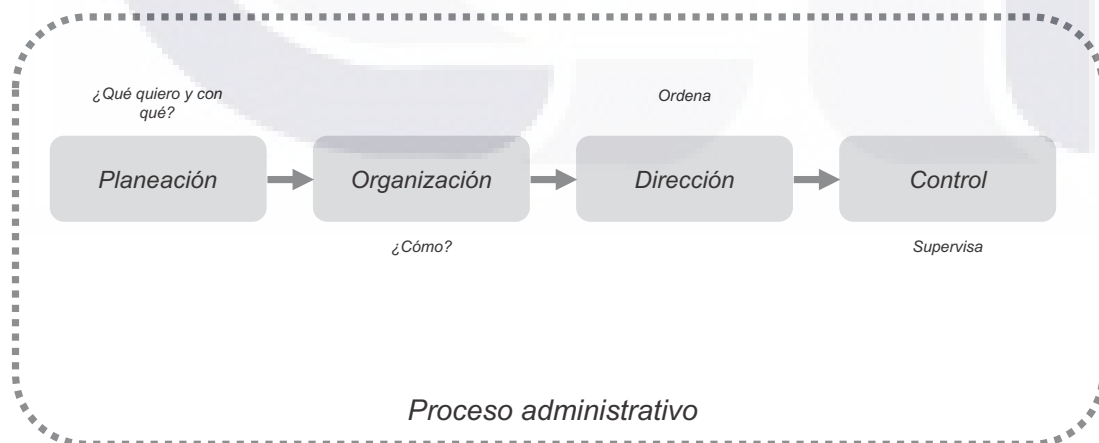 ¿Qué quiero y con
qué?
Ordena
Planeación
Organización
Dirección
Control
¿Cómo?
Supervisa
Proceso administrativo